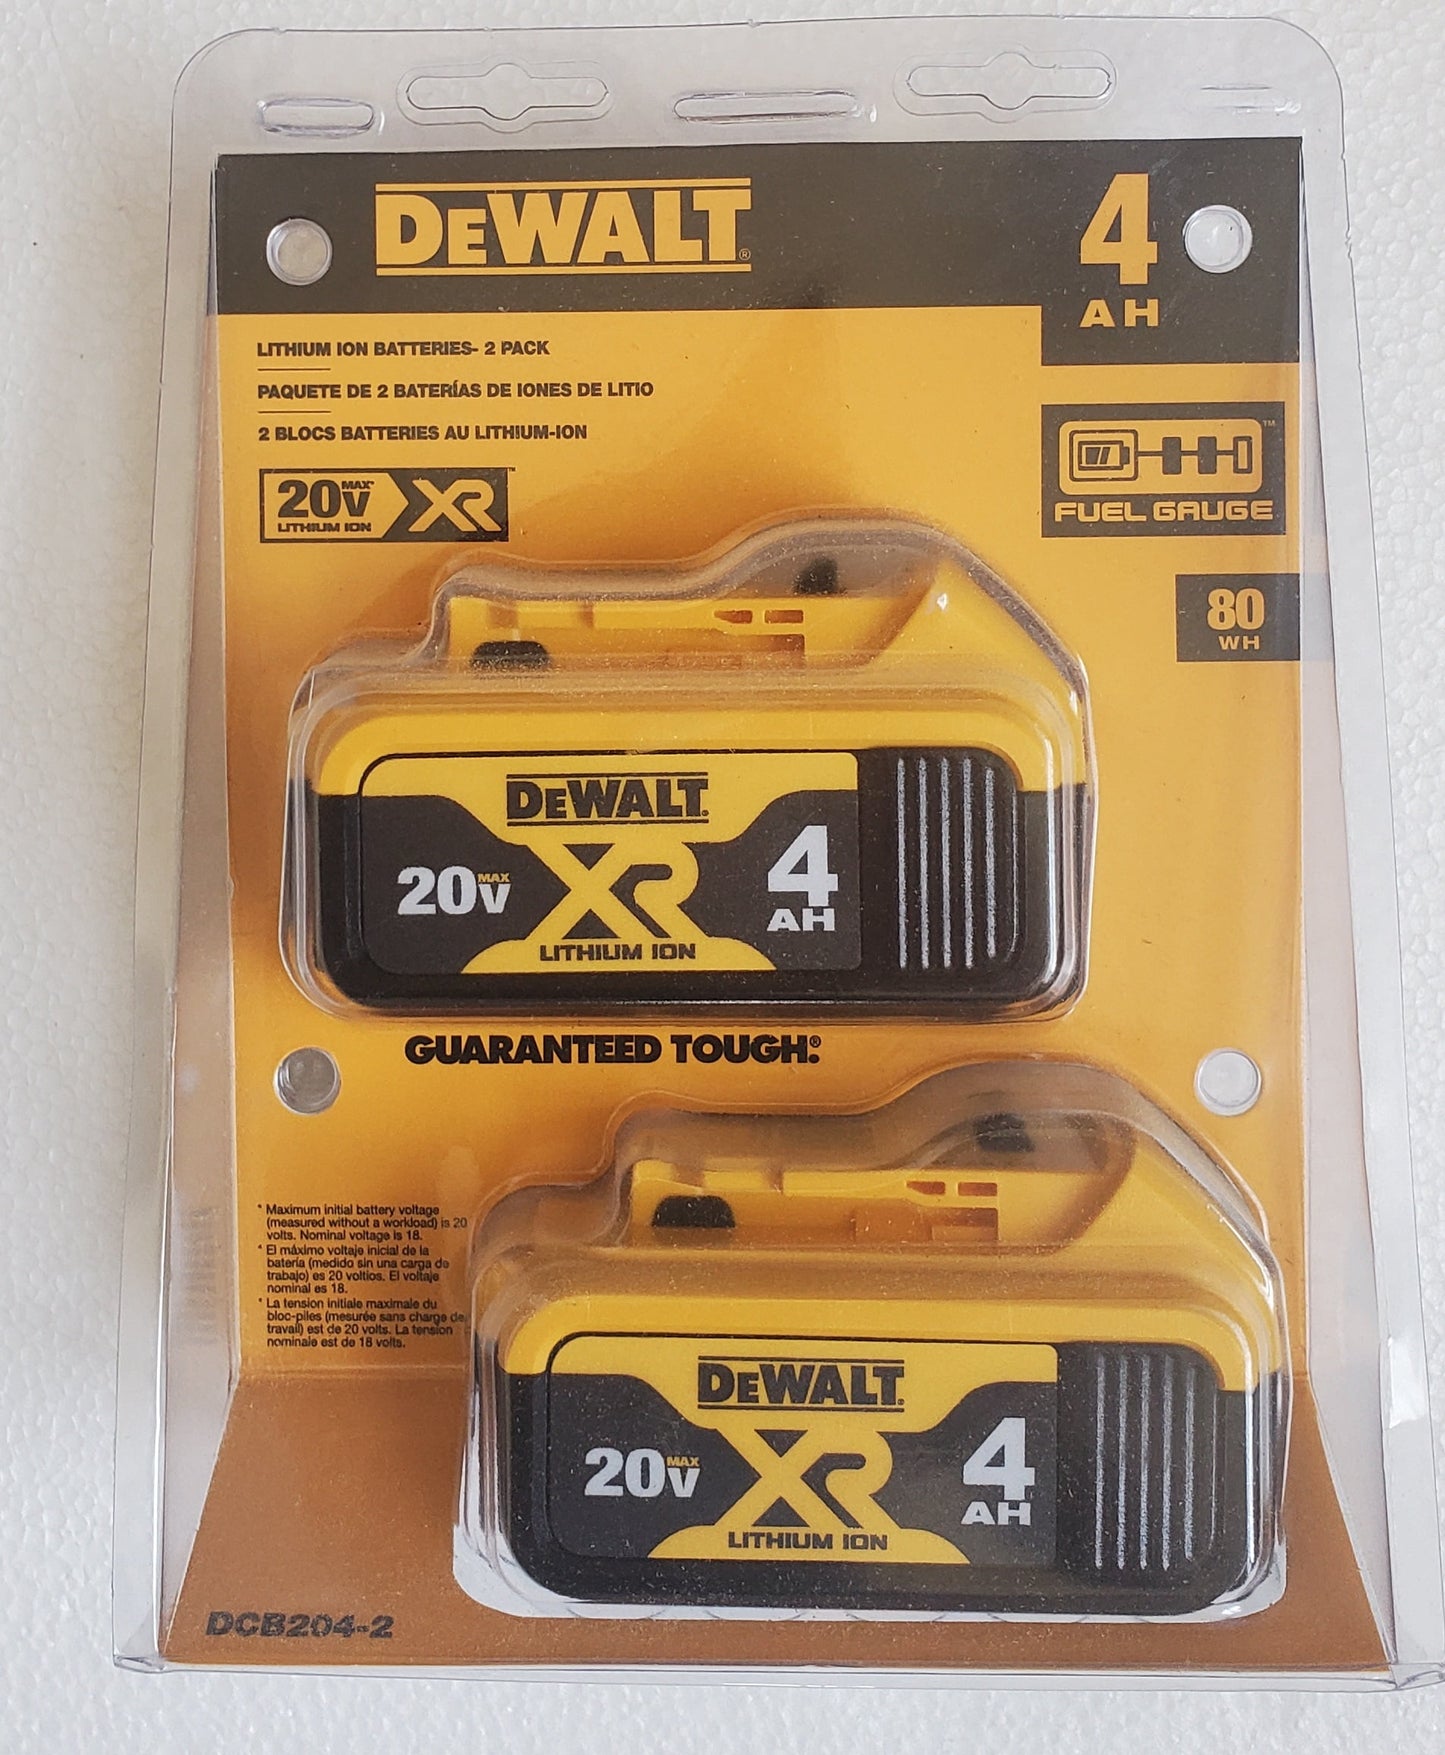 DEWALT®
4
AH
LITHIUM ION BATTERIES- 2 PACK
PAQUETE DE 2 BATERÍAS DE IONES DE LITIO
2 BLOCS BATTERIES AU LITHIUM-ION
20V MAX* XR™
LITHIUM ION
™
FUEL GAUGE
80
WH
DEWALT®
20V MAX
XR
4
AH
LITHIUM ION
GUARANTEED TOUGH.®
* Maximum initial battery voltage
(measured without a workload) is 20
volts. Nominal voltage is 18.
* El máximo voltaje inicial de la
batería (medido sin una carga de
trabajo) es 20 voltios. El voltaje
nominal es 18.
* La tension initiale maximale du
bloc-piles (mesurée sans charge de
travail) est de 20 volts. La tension
nominale est de 18 volts.
DEWALT®
20V MAX
XR
4
AH
LITHIUM ION
DCB204-2